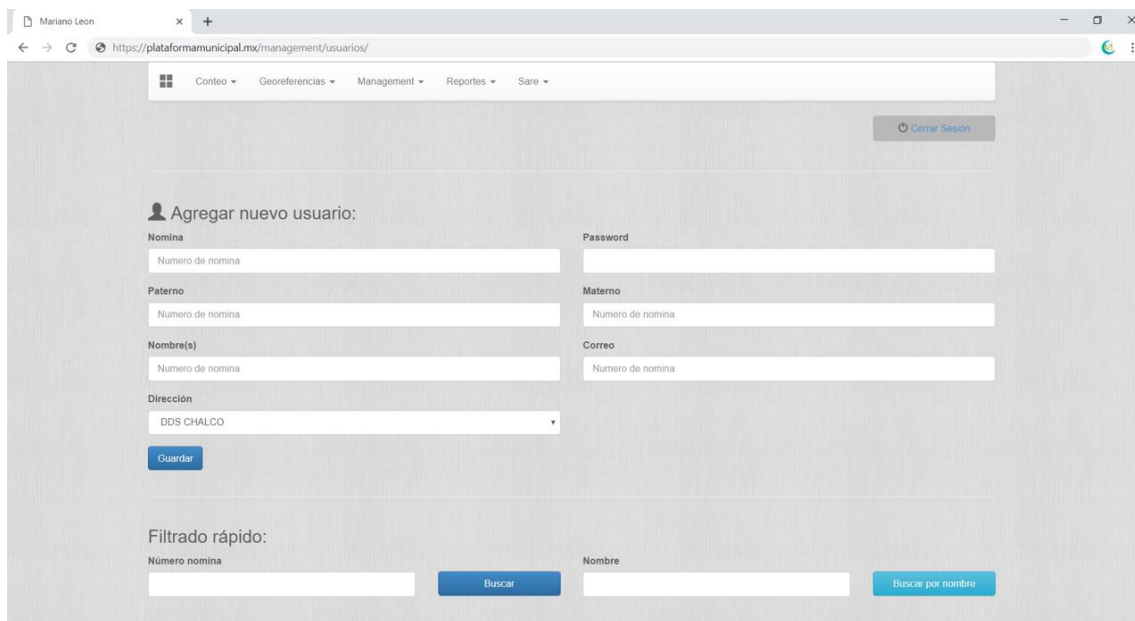 Mariano Leon
https://plataformamunicipal.mx/management/usuarios/
Conteo Georeferencias Management Reportes Sare
Cerrar Sesión
Agregar nuevo usuario:
Nomina Password
Numero de nomina
Paterno Materno
Numero de nomina Numero de nomina
Nombre(s) Correo
Numero de nomina Numero de nomina
Dirección
DDS CHALCO
Guardar
Filtrado rápido:
Número nomina Nombre
Buscar Buscar por nombre